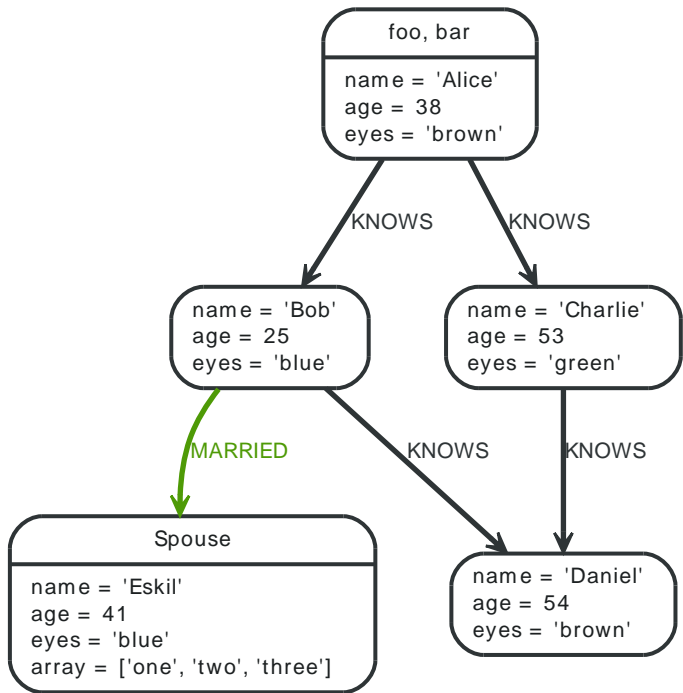 foo, bar
name = 'Alice'
age = 38
eyes = 'brown'
KNOWS
KNOWS
name = 'Bob'
age = 25
eyes = 'blue'
name = 'Charlie'
age = 53
eyes = 'green'
MARRIED
KNOWS
KNOWS
Spouse
name = 'Eskil'
age = 41
eyes = 'blue'
array = ['one', 'two', 'three']
name = 'Daniel'
age = 54
eyes = 'brown'